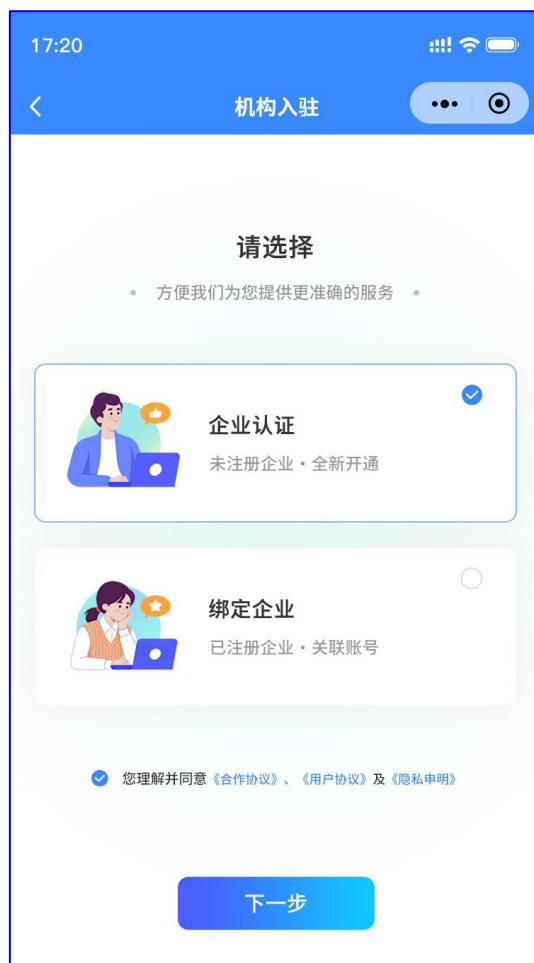 17:20
机构入驻
请选择
方便我们为您提供更准确的服务
企业认证
未注册企业·全新开通
绑定企业
已注册企业·关联账号
您理解并同意《合作协议》、《用户协议》及《隐私申明》
下一步